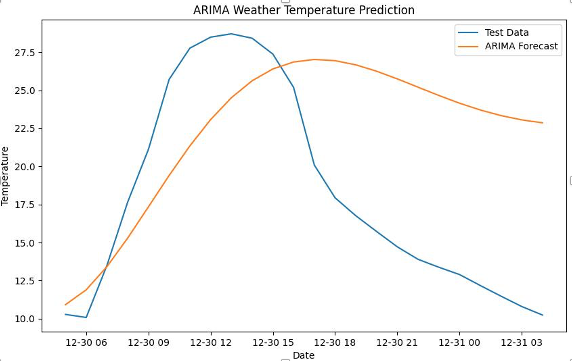 ARIMA Weather Temperature Prediction
Test Data
ARIMA Forecast
Temperature
27.5
25.0
22.5
20.0
17.5
15.0
12.5
10.0
12-30 06 12-30 09 12-30 12 12-30 15 12-30 18 12-30 21 12-31 00 12-31 03
Date